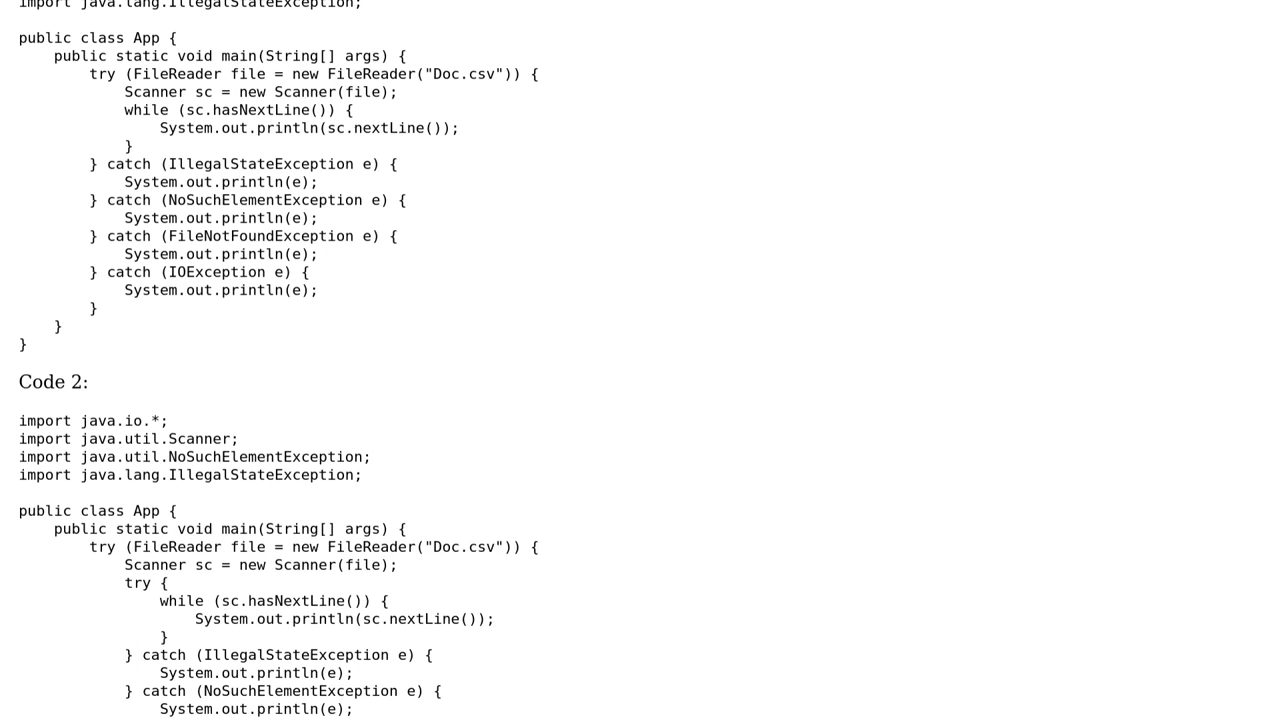 import java.lang.IllegalStateException;

public class App {
    public static void main(String[] args) {
        try (FileReader file = new FileReader("Doc.csv")) {
            Scanner sc = new Scanner(file);
            while (sc.hasNextLine()) {
                System.out.println(sc.nextLine());
            }
        } catch (IllegalStateException e) {
            System.out.println(e);
        } catch (NoSuchElementException e) {
            System.out.println(e);
        } catch (FileNotFoundException e) {
            System.out.println(e);
        } catch (IOException e) {
            System.out.println(e);
        }
    }
}
Code 2:
import java.io.*;
import java.util.Scanner;
import java.util.NoSuchElementException;
import java.lang.IllegalStateException;

public class App {
    public static void main(String[] args) {
        try (FileReader file = new FileReader("Doc.csv")) {
            Scanner sc = new Scanner(file);
            try {
                while (sc.hasNextLine()) {
                    System.out.println(sc.nextLine());
                }
            } catch (IllegalStateException e) {
                System.out.println(e);
            } catch (NoSuchElementException e) {
                System.out.println(e);